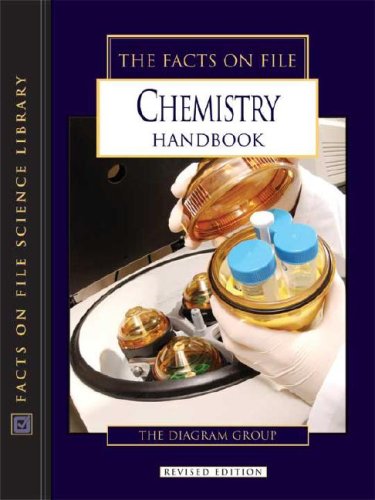 THE FACTS ON FILE
CHEMISTRY
HANDBOOK
FACTS ON FILE SCIENCE LIBRARY
THE DIAGRAM GROUP
REVISED EDITION